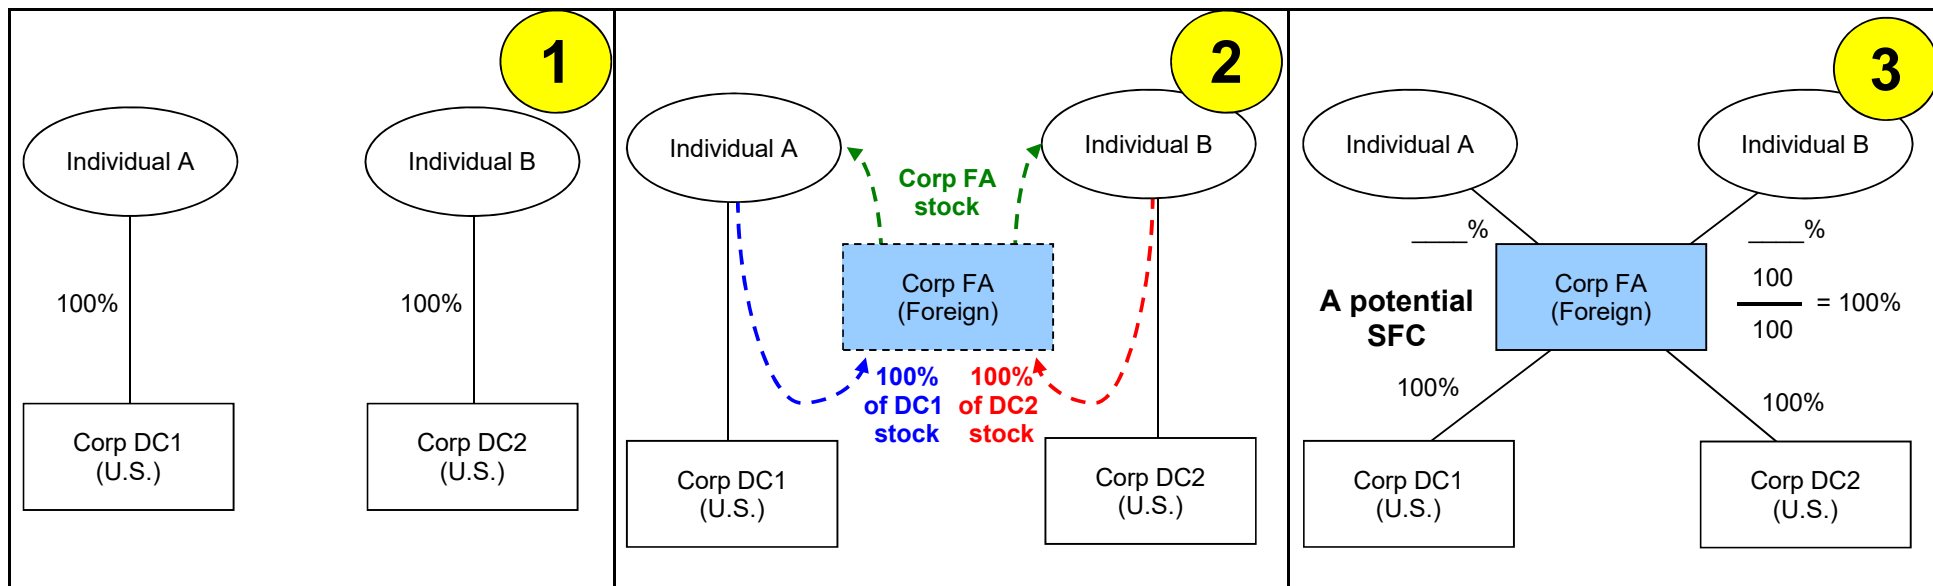 1
Individual A
Individual B
100%
100%
Corp DC1
(U.S.)
Corp DC2
(U.S.)
2
Individual A
Individual B
Corp FA
stock
Corp FA
(Foreign)
100%
of DC1
stock
100%
of DC2
stock
Corp DC1
(U.S.)
Corp DC2
(U.S.)
3
Individual A
Individual B
____%
____%
A potential
SFC
Corp FA
(Foreign)
100
100
= 100%
100%
100%
Corp DC1
(U.S.)
Corp DC2
(U.S.)